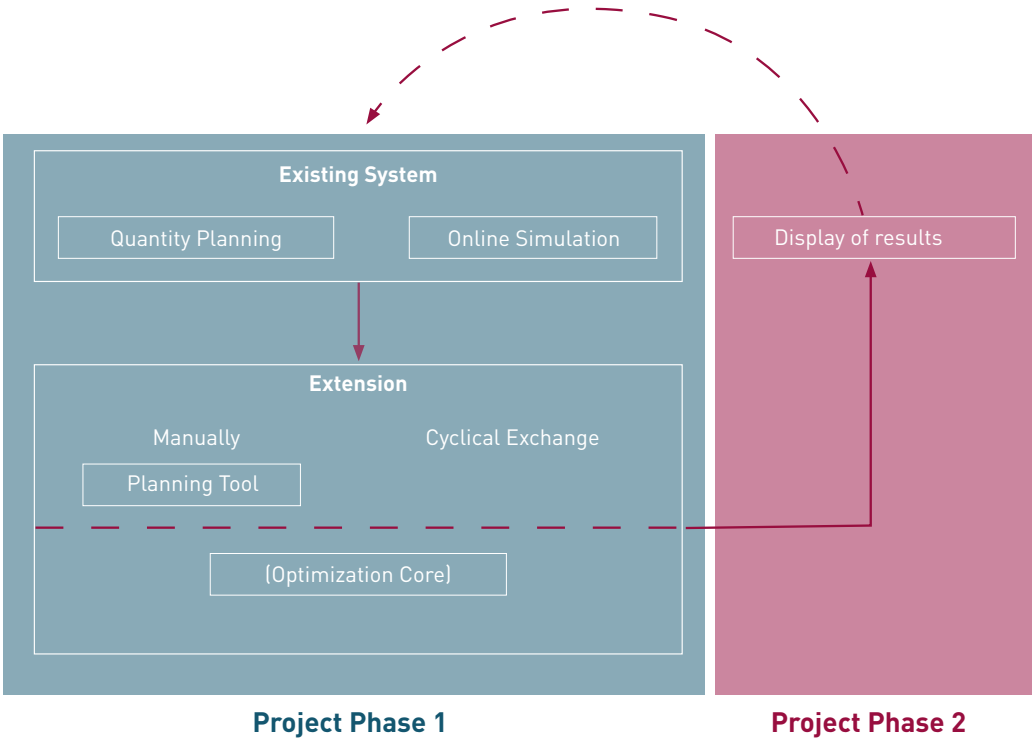 Existing System
Quantity Planning
Online Simulation
Display of results
Extension
Manually
Cyclical Exchange
Planning Tool
(Optimization Core)
Project Phase 1
Project Phase 2